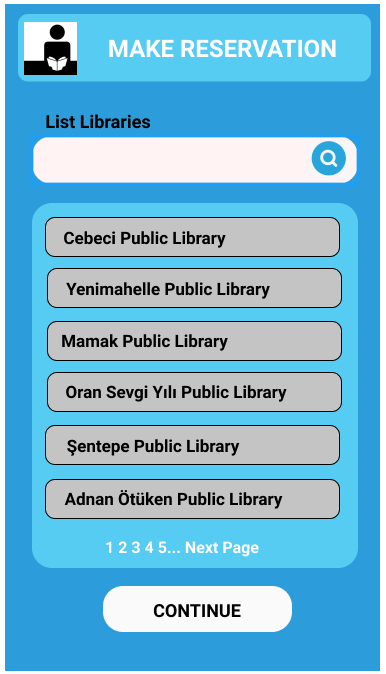 MAKE RESERVATION
List Libraries
Cebeci Public Library
Yenimahelle Public Library
Mamak Public Library
Oran Sevgi Yılı Public Library
Şentepe Public Library
Adnan Ötüken Public Library
1 2 3 4 5... Next Page
CONTINUE